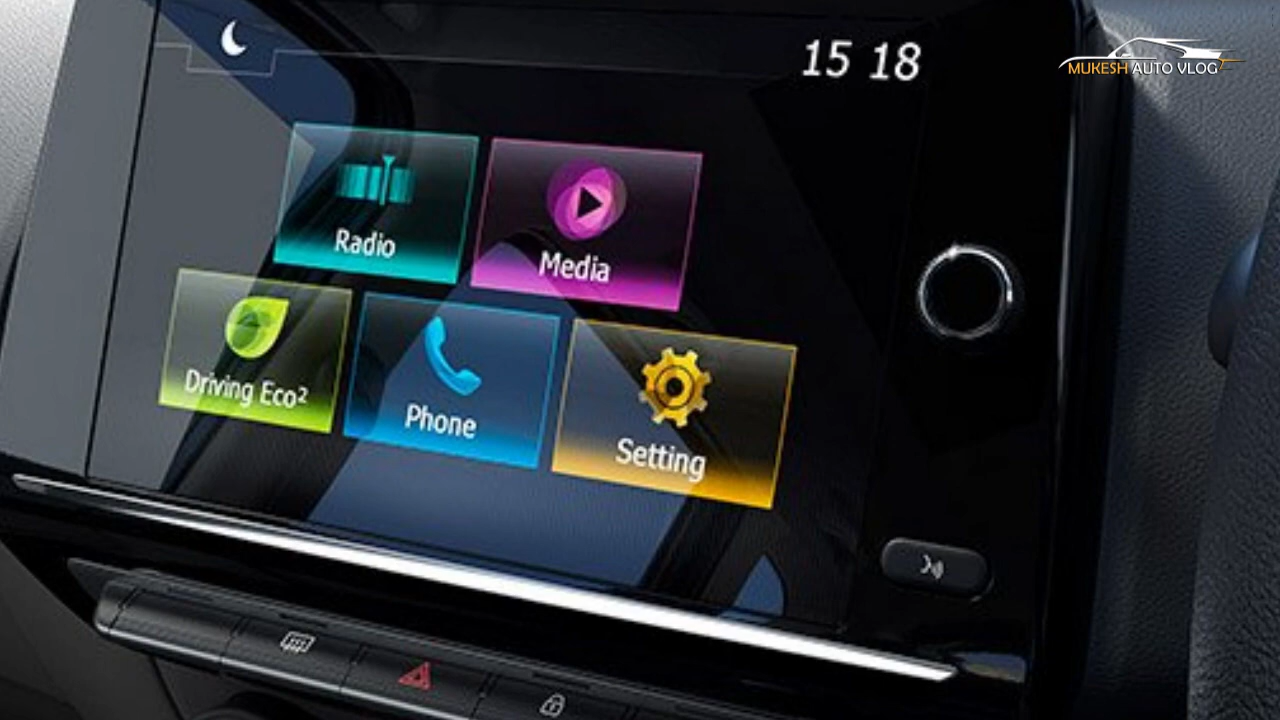 15 18
MUKESH AUTO VLOG
Radio
Media
Driving Eco²
Phone
Setting